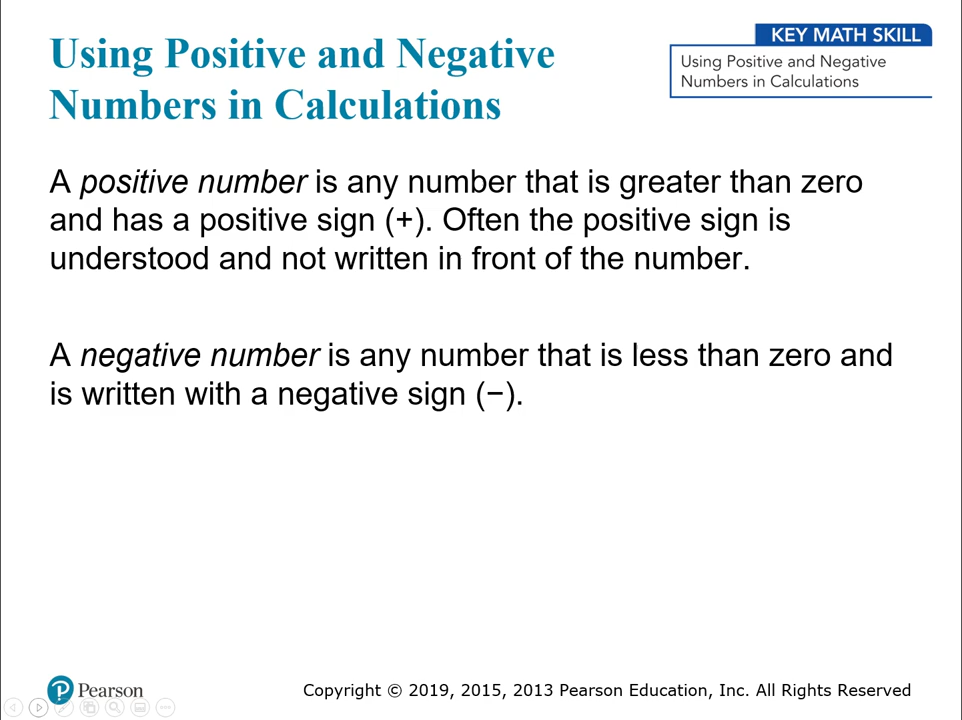 Using Positive and Negative
Numbers in Calculations
KEY MATH SKILL
Using Positive and Negative
Numbers in Calculations
A positive number is any number that is greater than zero
and has a positive sign (+). Often the positive sign is
understood and not written in front of the number.
A negative number is any number that is less than zero and
is written with a negative sign (−).
Pearson
Copyright © 2019, 2015, 2013 Pearson Education, Inc. All Rights Reserved